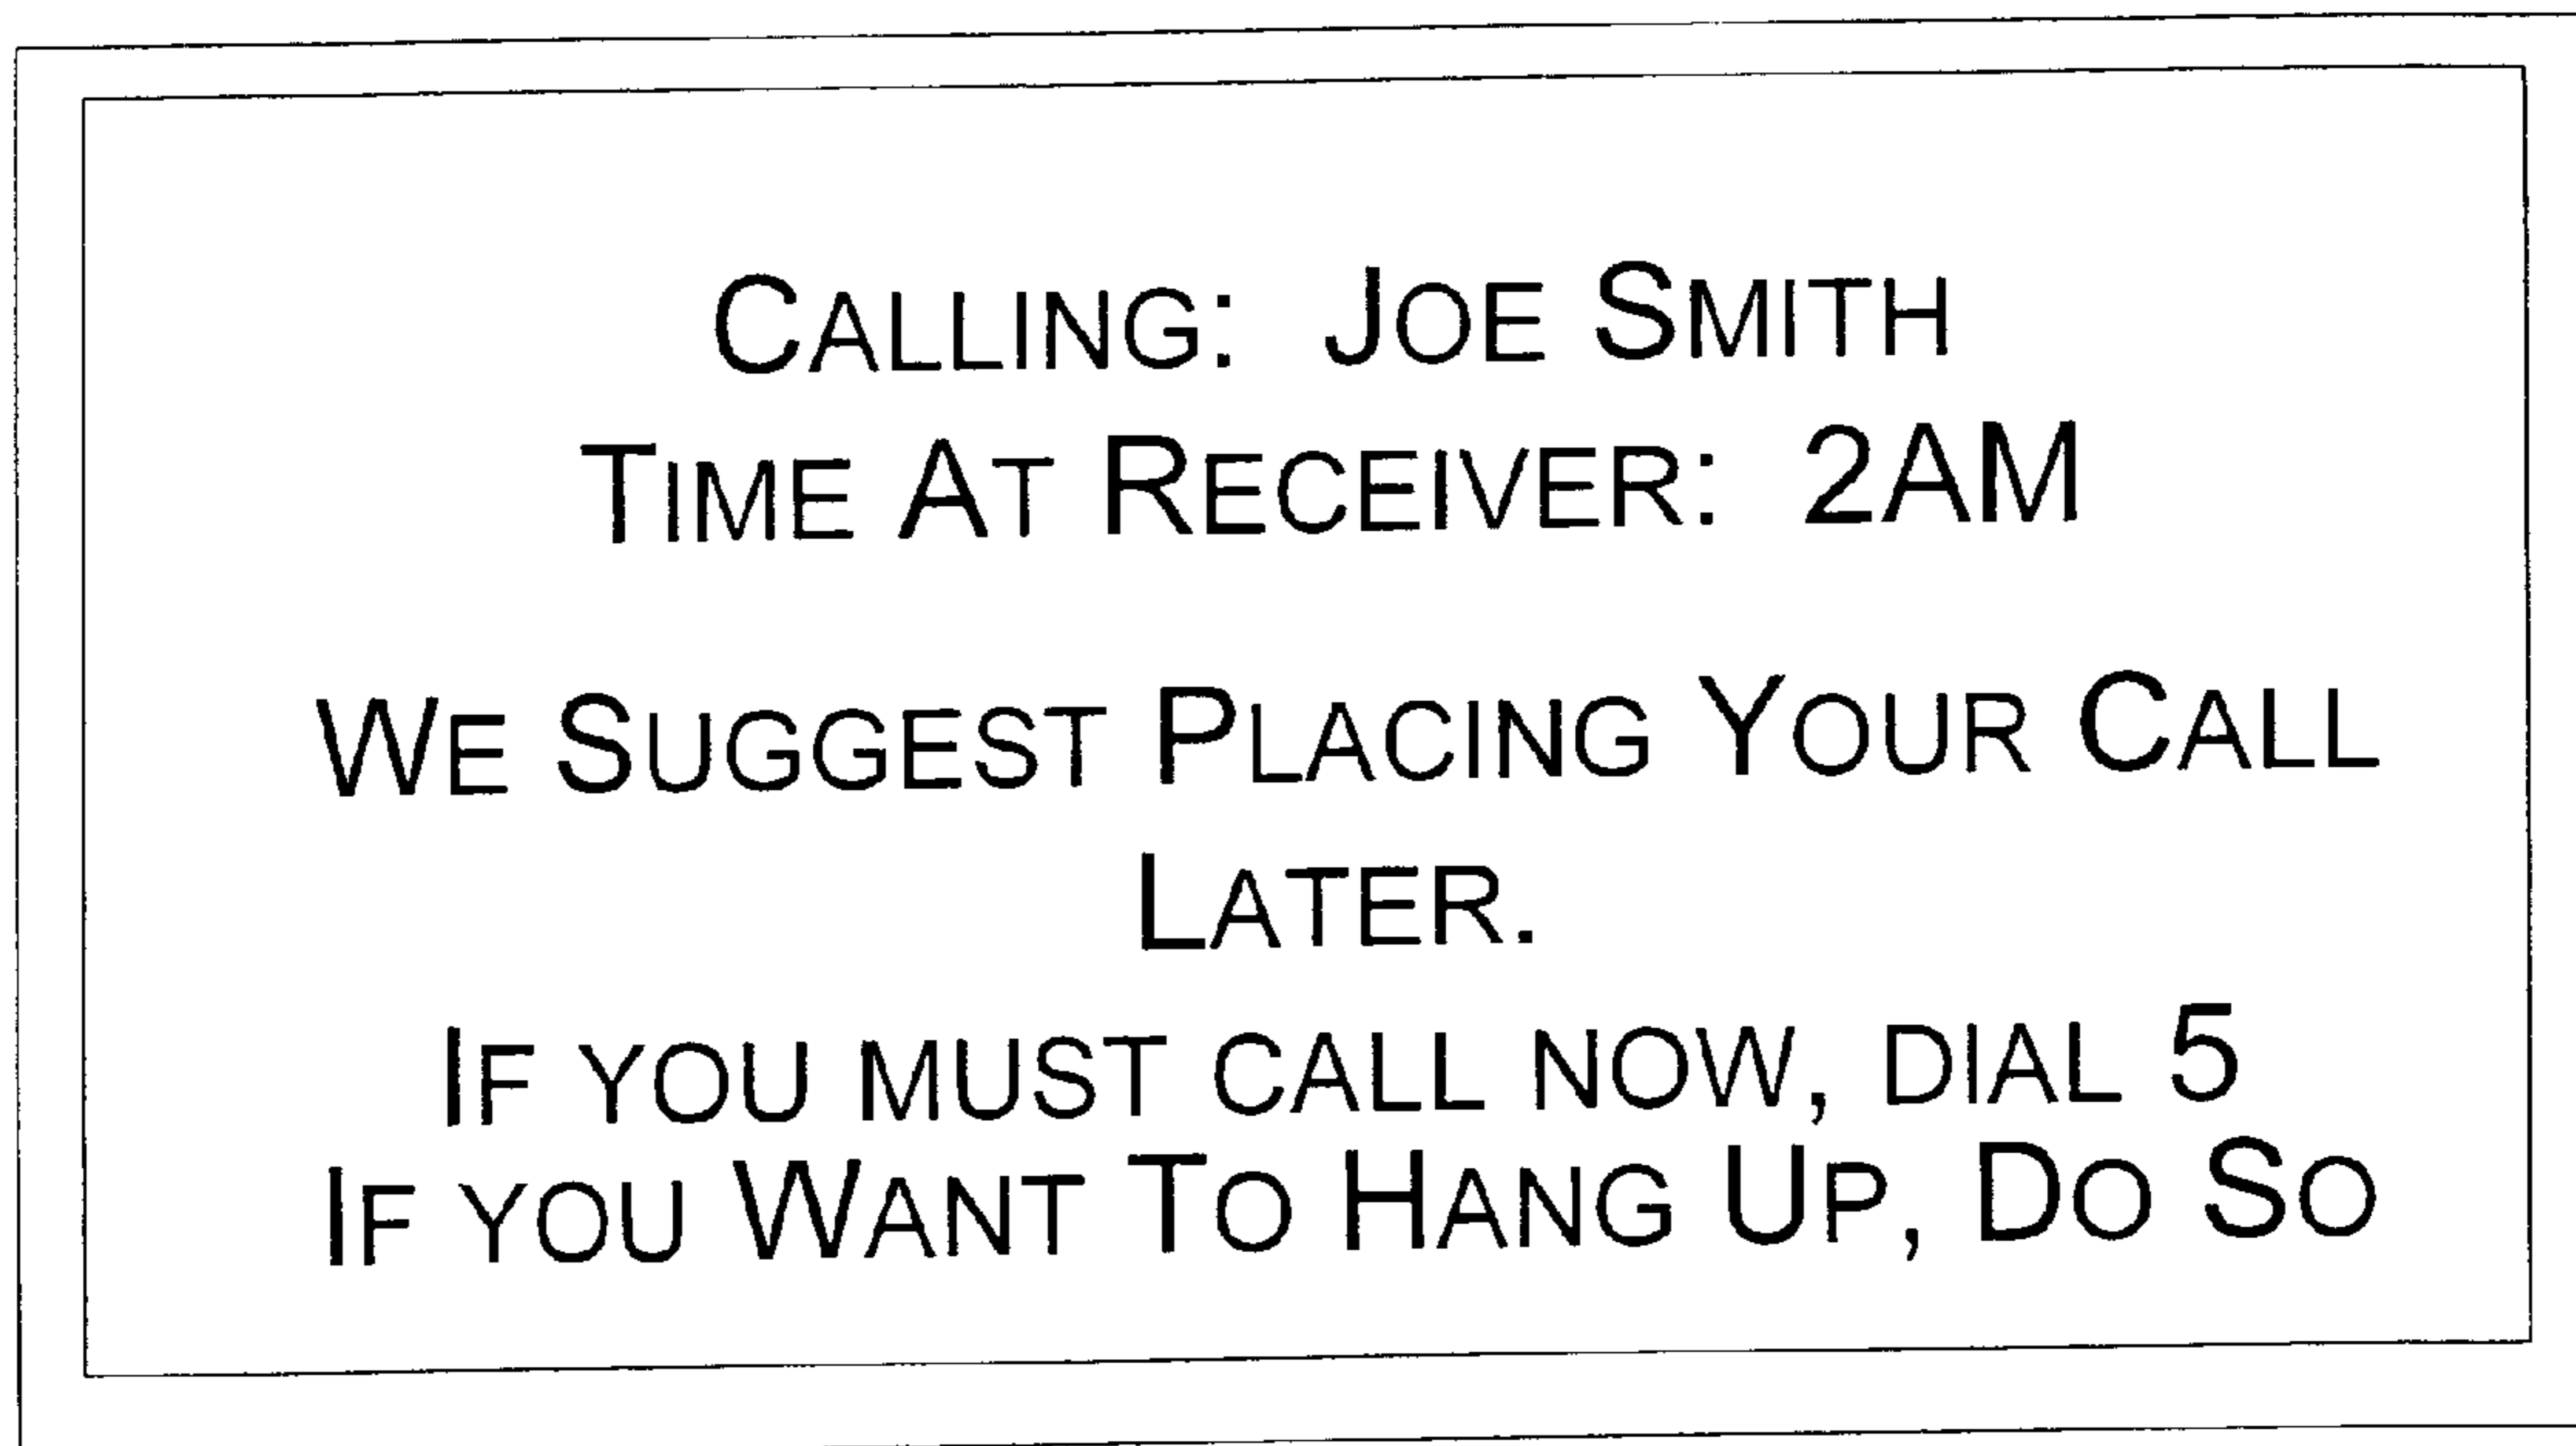 Calling: Joe Smith
Time At Receiver: 2AM
We Suggest Placing Your Call
Later.
If you must call now, dial 5
If you Want To Hang Up, Do So